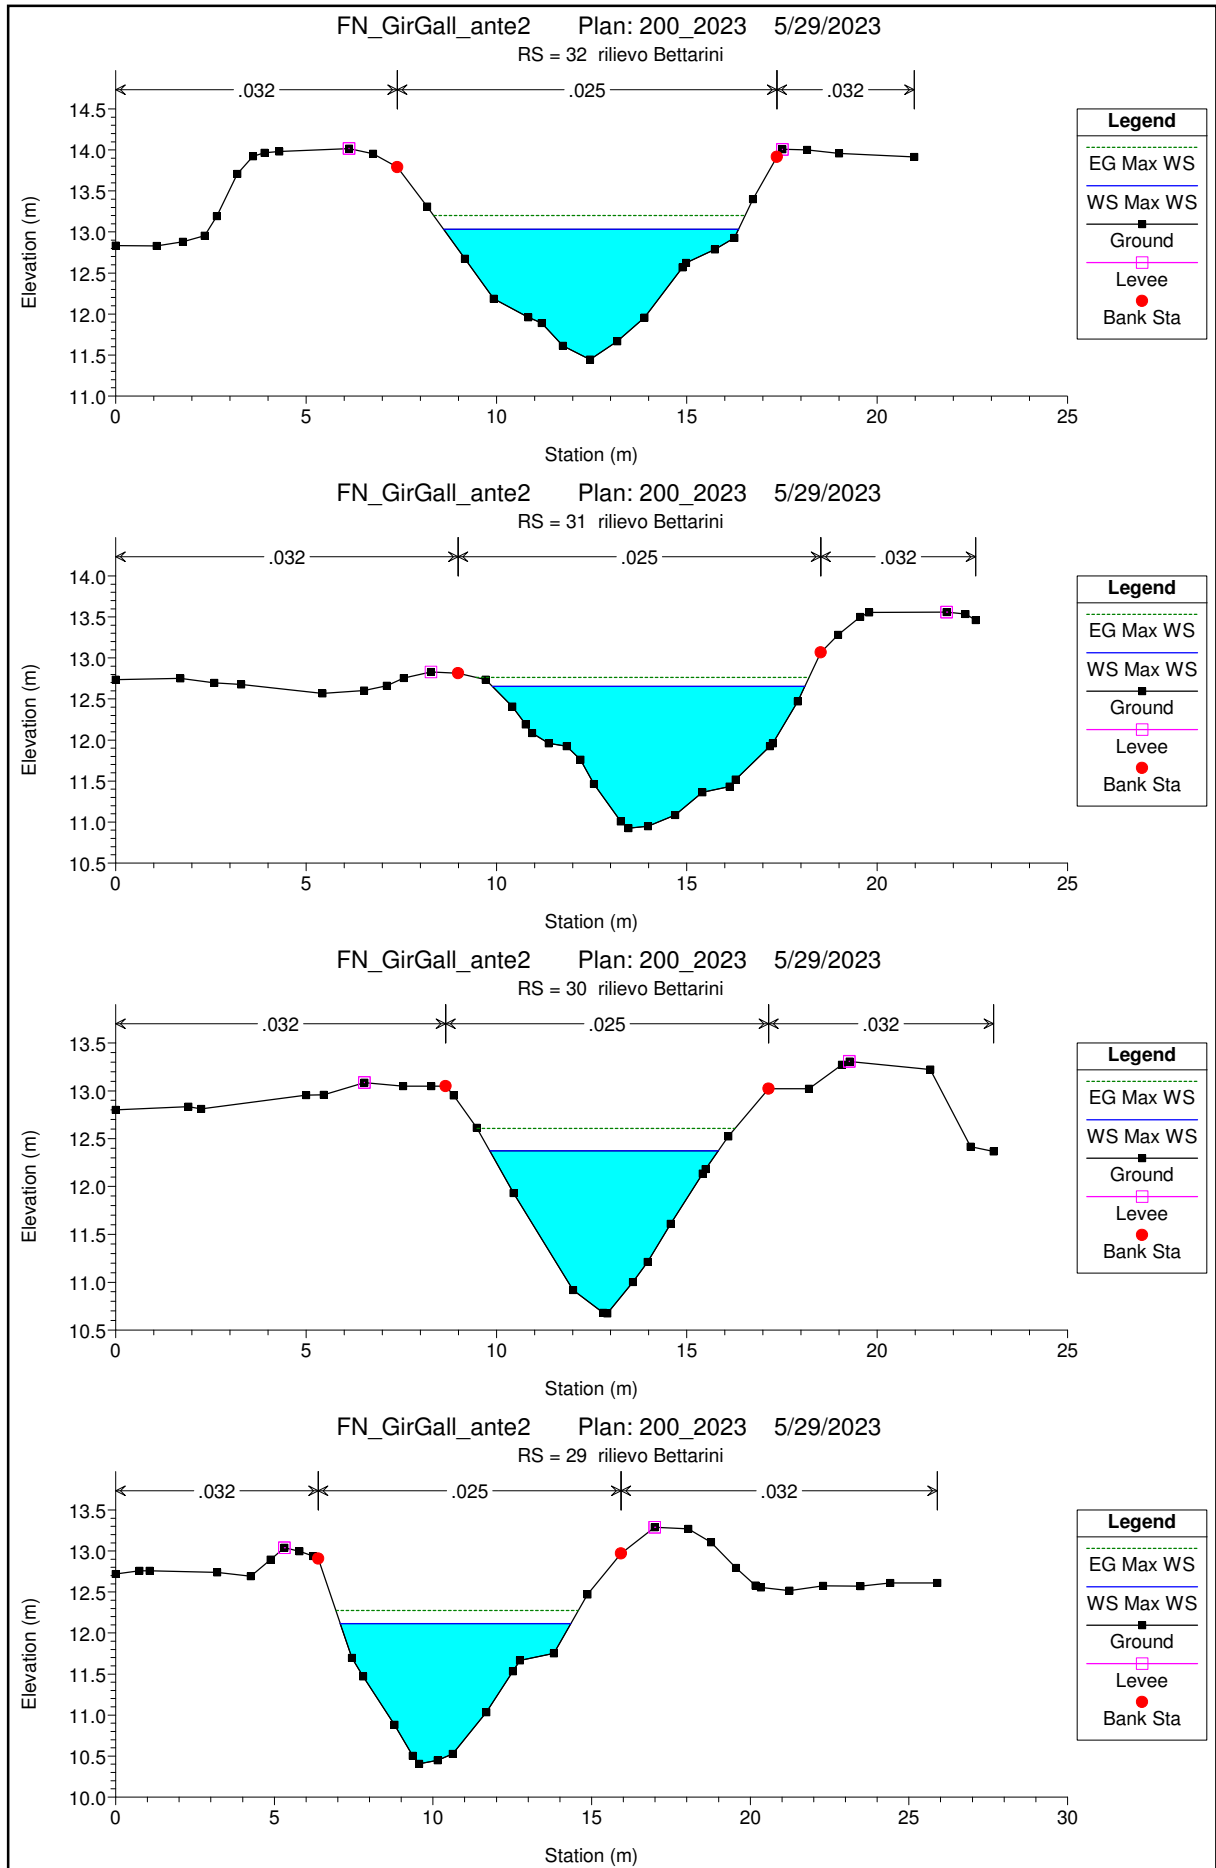 FN_GirGall_ante2 Plan: 200_2023 5/29/2023
RS = 32 rilievo Bettarini
.032 .025 .032
14.5
14.0
13.5
13.0
12.5
12.0
11.5
11.0
Elevation (m)
0 5 10 15 20 25
Station (m)
Legend
EG Max WS
WS Max WS
Ground
Levee
Bank Sta
FN_GirGall_ante2 Plan: 200_2023 5/29/2023
RS = 31 rilievo Bettarini
.032 .025 .032
14.0
13.5
13.0
12.5
12.0
11.5
11.0
10.5
Elevation (m)
0 5 10 15 20 25
Station (m)
Legend
EG Max WS
WS Max WS
Ground
Levee
Bank Sta
FN_GirGall_ante2 Plan: 200_2023 5/29/2023
RS = 30 rilievo Bettarini
.032 .025 .032
13.5
13.0
12.5
12.0
11.5
11.0
10.5
Elevation (m)
0 5 10 15 20 25
Station (m)
Legend
EG Max WS
WS Max WS
Ground
Levee
Bank Sta
FN_GirGall_ante2 Plan: 200_2023 5/29/2023
RS = 29 rilievo Bettarini
.032 .025 .032
13.5
13.0
12.5
12.0
11.5
11.0
10.5
10.0
Elevation (m)
0 5 10 15 20 25 30
Station (m)
Legend
EG Max WS
WS Max WS
Ground
Levee
Bank Sta